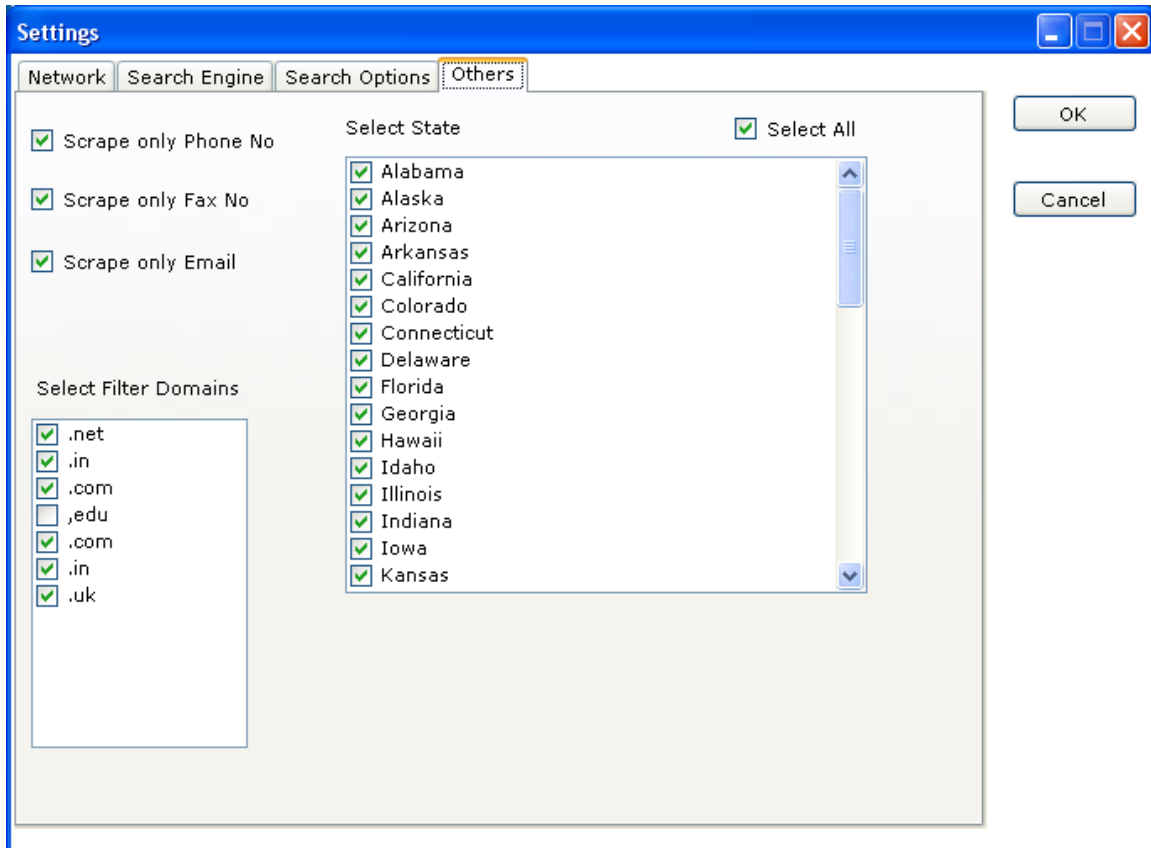 Settings
Network Search Engine Search Options Others
Scrape only Phone No
Scrape only Fax No
Scrape only Email
Select Filter Domains
.net
.in
.com
,edu
.com
.in
.uk
Select State
Select All
Alabama
Alaska
Arizona
Arkansas
California
Colorado
Connecticut
Delaware
Florida
Georgia
Hawaii
Idaho
Illinois
Indiana
Iowa
Kansas
OK
Cancel